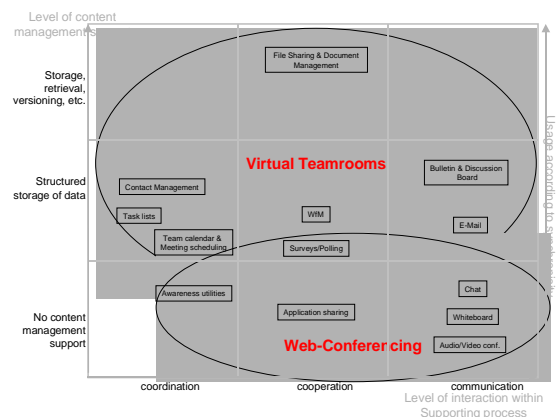 Level of content
management s
File Sharing & Document
Management
Storage,
retrieval,
versioning, etc.
Virtual Teamrooms
Bulletin & Discussion
Board
Structured
storage of data
Contact Management
Task lists
WfM
E-Mail
Team calendar &
Meeting scheduling
Surveys/Polling
Usage according to synchronicity
Awareness utilities
Chat
Application sharing
Whiteboard
No content
management
support
Web-Conferencing
Audio/Video conf.
coordination
cooperation
communication
Level of interaction within
Supporting process